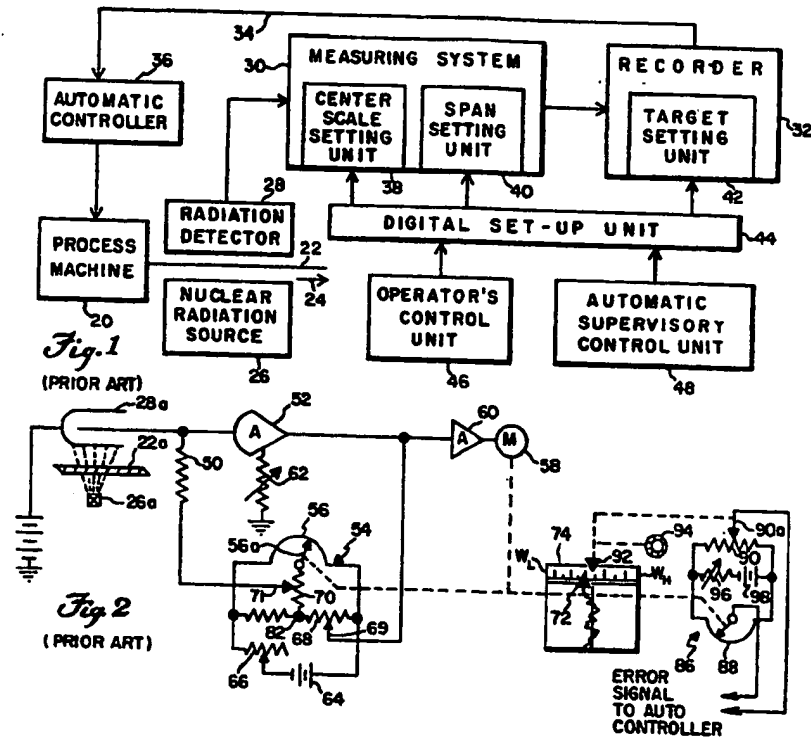 34
36
AUTOMATIC
CONTROLLER
30
MEASURING SYSTEM
CENTER
SCALE
SETTING
UNIT
38
SPAN
SETTING
UNIT
40
RECORDER
TARGET
SETTING
UNIT
42
32
28
RADIATION
DETECTOR
DIGITAL SET-UP UNIT
44
PROCESS
MACHINE
20
22
24
NUCLEAR
RADIATION
SOURCE
26
OPERATOR'S
CONTROL
UNIT
46
AUTOMATIC
SUPERVISORY
CONTROL UNIT
48
Fig. 1
(PRIOR ART)
28a
22a
26a
50
A
52
62
A
60
M
58
56
56a
54
71
70
82
68
69
66
64
WL
74
92
WH
72
94
90a
90
96
98
86
88
ERROR
SIGNAL
TO AUTO
CONTROLLER
Fig 2
(PRIOR ART)